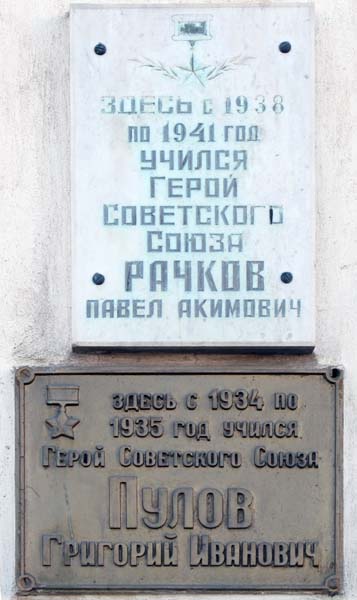 ЗДЕСЬ С 1938
ПО 1941 ГОД
УЧИЛСЯ
ГЕРОЙ
СОВЕТСКОГО
СОЮЗА
РАЧКОВ
ПАВЕЛ АКИМОВИЧ
ЗДЕСЬ С 1934 ПО
1935 ГОД УЧИЛСЯ
ГЕРОЙ СОВЕТСКОГО СОЮЗА
ПУЛОВ
ГРИГОРИЙ ИВАНОВИЧ